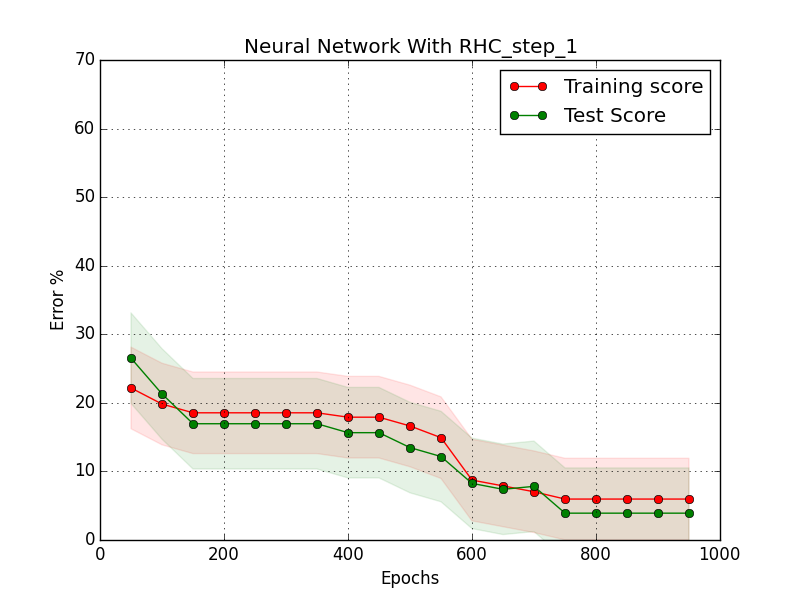 Neural Network With RHC_step_1
Training score
Test Score
70
60
50
40
30
20
10
0
Error %
0 200 400 600 800 1000
Epochs